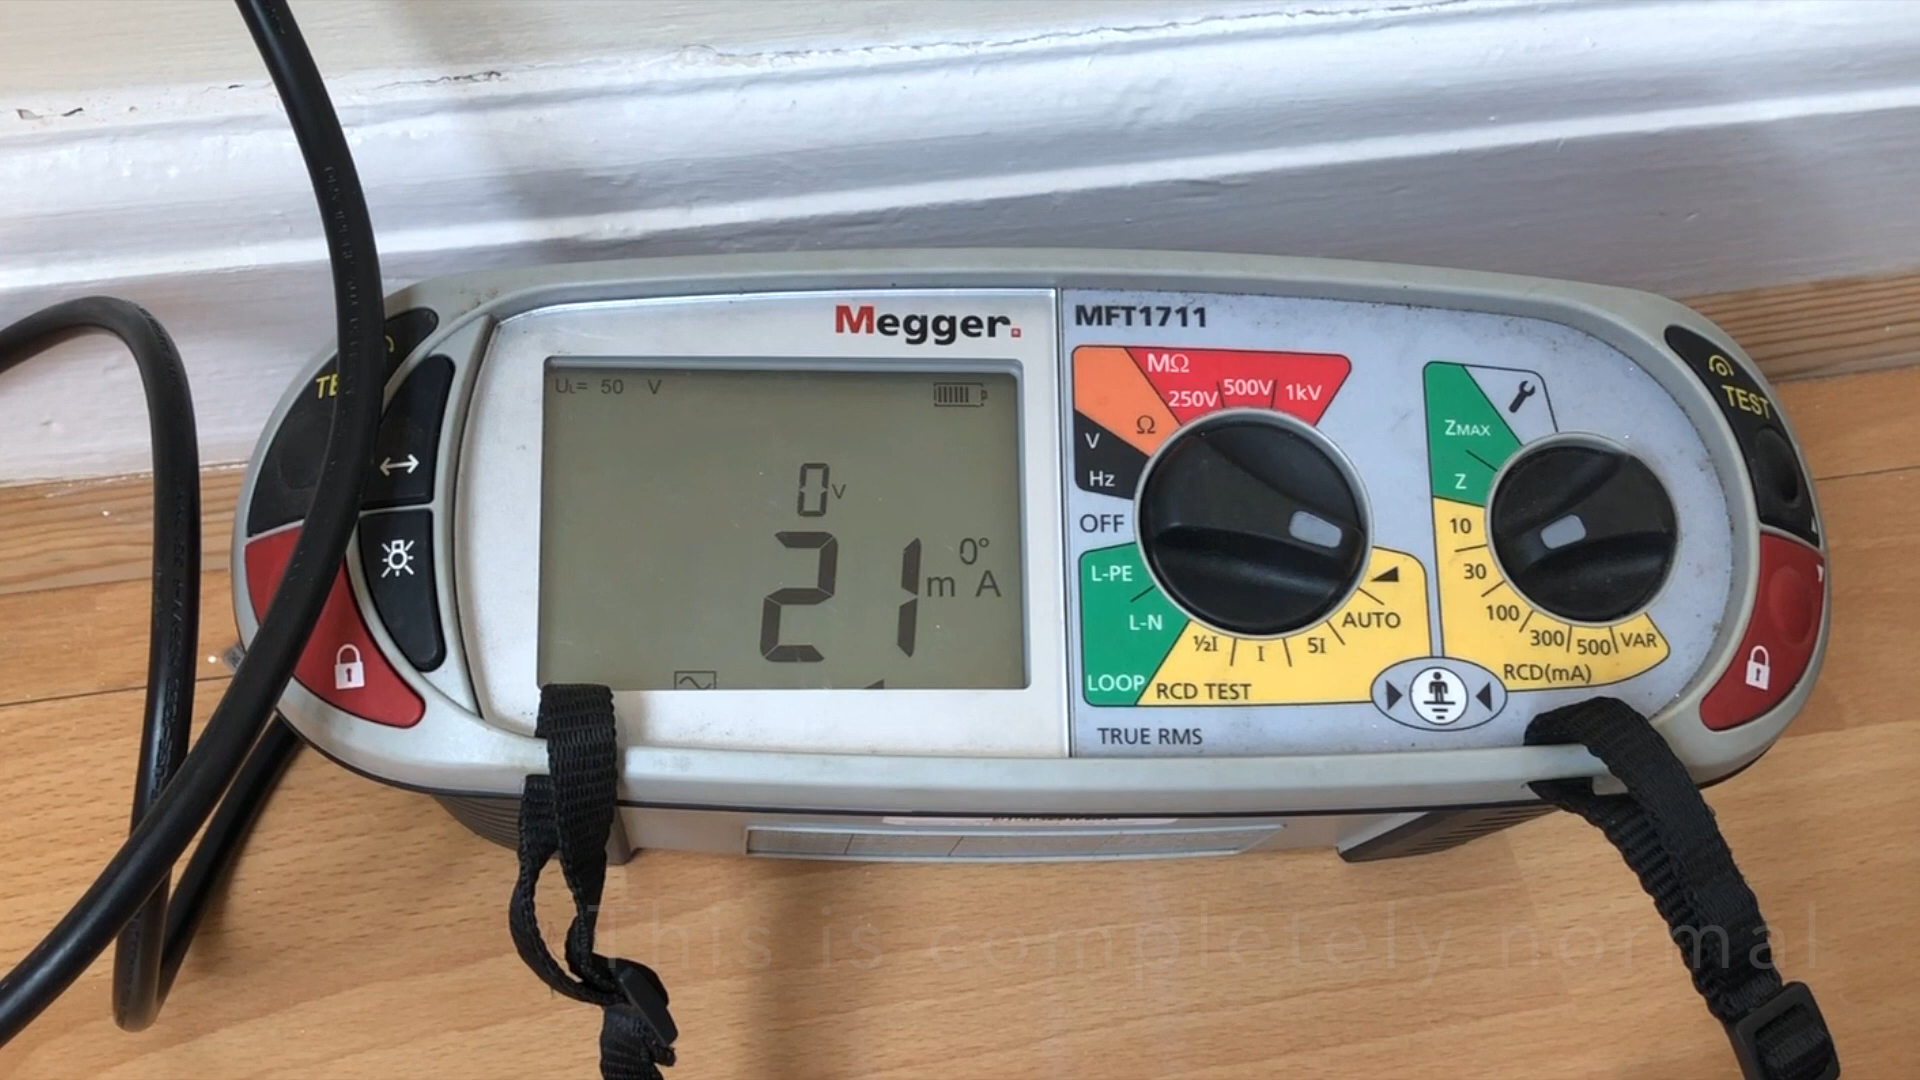 Megger.
MFT1711
UL= 50 V
0v
21 m A
0°
MΩ
250V 500V 1kV
Ω
V
Hz
OFF
L-PE
L-N
LOOP
½I
I
5I
AUTO
RCD TEST
TRUE RMS
ZMAX
Z
10
30
100
300
500
VAR
RCD(mA)
TE
TEST
This is completely normal